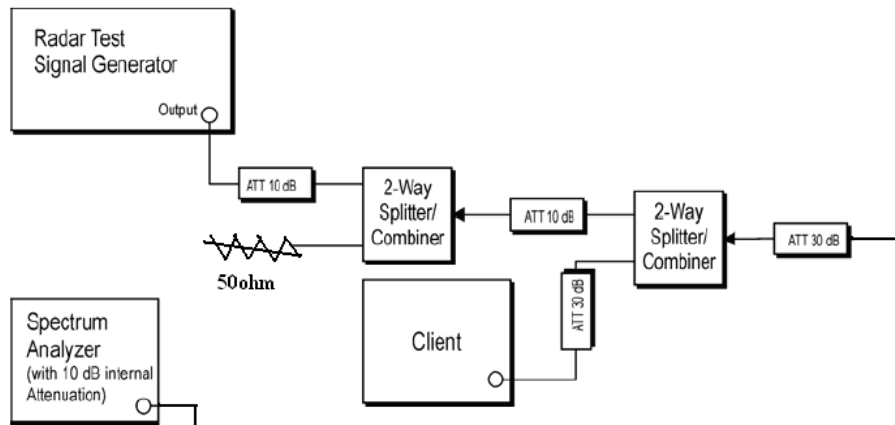 Radar Test
Signal Generator
Output
ATT 10 dB
2-Way
Splitter/
Combiner
ATT 10 dB
2-Way
Splitter/
Combiner
ATT 30 dB
50ohm
ATT 30 dB
Client
Spectrum
Analyzer
(with 10 dB internal
Attenuation)